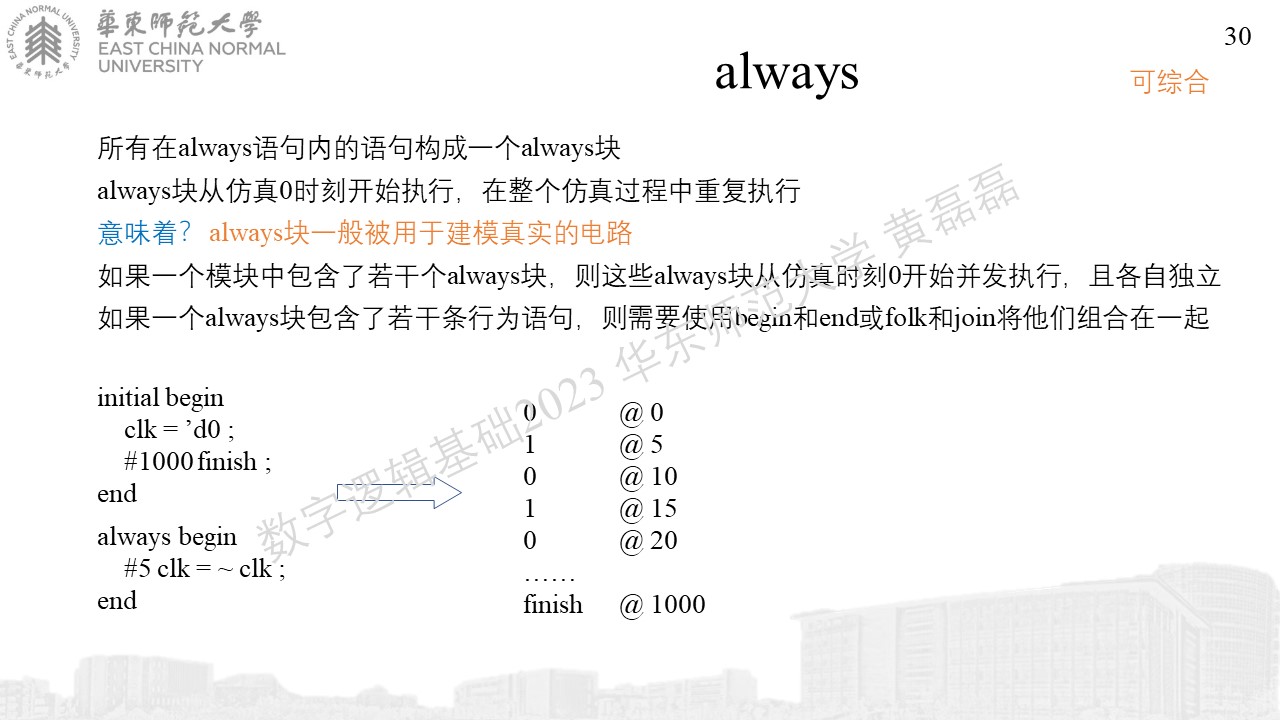 華東師范大學
EAST CHINA NORMAL
UNIVERSITY
EAST CHINA NORMAL UNIVERSITY
華東师范大學
30
always
可综合
所有在always语句内的语句构成一个always块
always块从仿真0时刻开始执行，在整个仿真过程中重复执行
意味着？ always块一般被用于建模真实的电路
如果一个模块中包含了若干个always块，则这些always块从仿真时刻0开始并发执行，且各自独立
如果一个always块包含了若干条行为语句，则需要使用begin和end或folk和join将他们组合在一起
initial begin
clk = ’d0 ;
#1000 finish ;
end
always begin
#5 clk = ~ clk ;
end
0 @ 0
1 @ 5
0 @ 10
1 @ 15
0 @ 20
……
finish @ 1000
数字逻辑基础2023 华东师范大学 黄磊磊